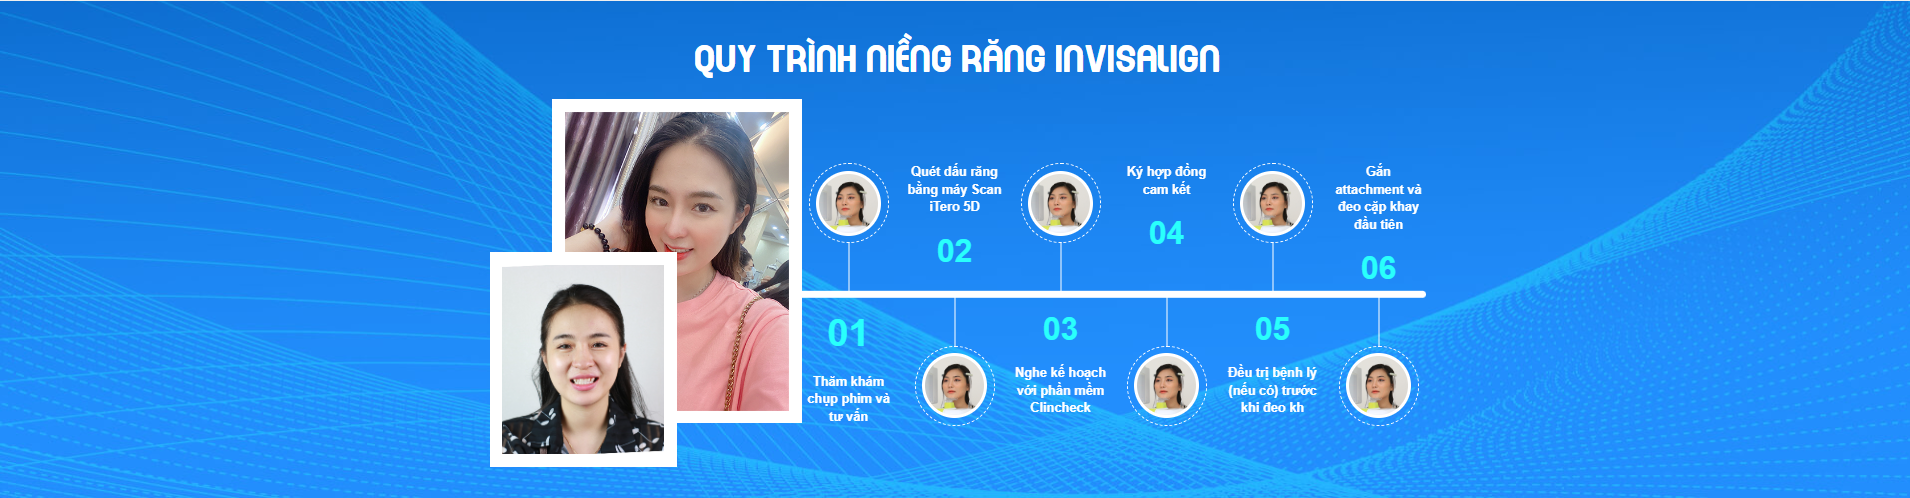 QUY TRÌNH NIỀNG RĂNG INVISALIGN
01
Thăm khám
chụp phim và
tư vấn
Quét dấu răng
bằng máy Scan
iTero 5D
02
03
Nghe kế hoạch
với phần mềm
Clincheck
Ký hợp đồng
cam kết
04
05
Đều trị bệnh lý
(nếu có) trước
khi đeo kh
Gắn
attachment và
đeo cặp khay
đầu tiên
06